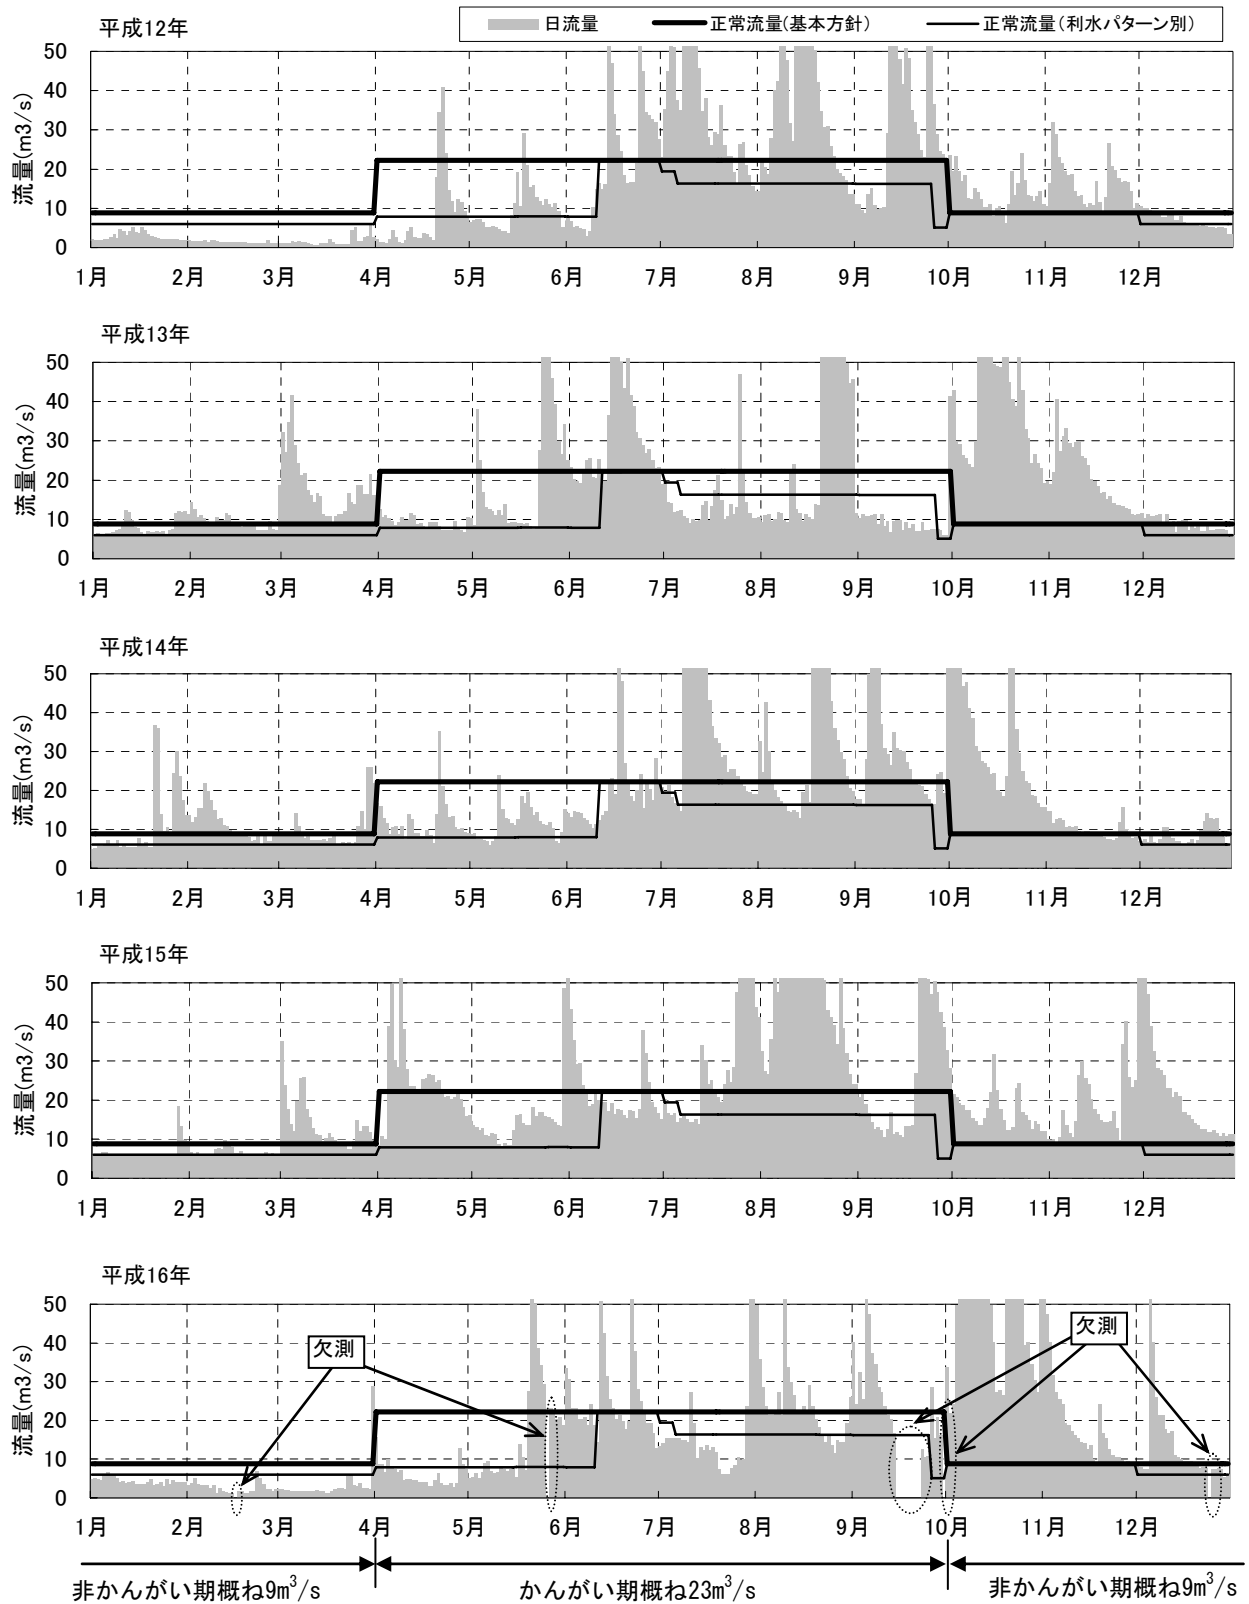 平成12年
日流量 正常流量(基本方針) 正常流量(利水パターン別)
流量(m3/s)
50
40
30
20
10
0
1月 2月 3月 4月 5月 6月 7月 8月 9月 10月 11月 12月
平成13年
流量(m3/s)
50
40
30
20
10
0
1月 2月 3月 4月 5月 6月 7月 8月 9月 10月 11月 12月
平成14年
流量(m3/s)
50
40
30
20
10
0
1月 2月 3月 4月 5月 6月 7月 8月 9月 10月 11月 12月
平成15年
流量(m3/s)
50
40
30
20
10
0
1月 2月 3月 4月 5月 6月 7月 8月 9月 10月 11月 12月
平成16年
流量(m3/s)
50
40
30
20
10
0
欠測
欠測
1月 2月 3月 4月 5月 6月 7月 8月 9月 10月 11月 12月
非かんがい期概ね9m³/s かんがい期概ね23m³/s 非かんがい期概ね9m³/s